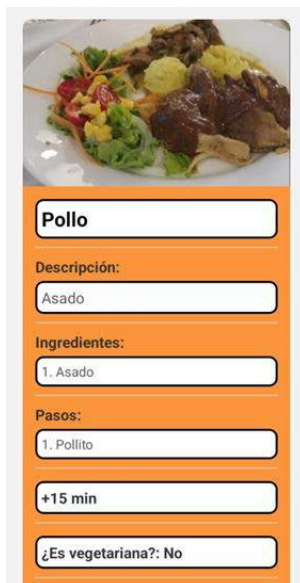 Pollo
Descripción:
Asado
Ingredientes:
1. Asado
Pasos:
1. Pollito
+15 min
¿Es vegetariana?: No